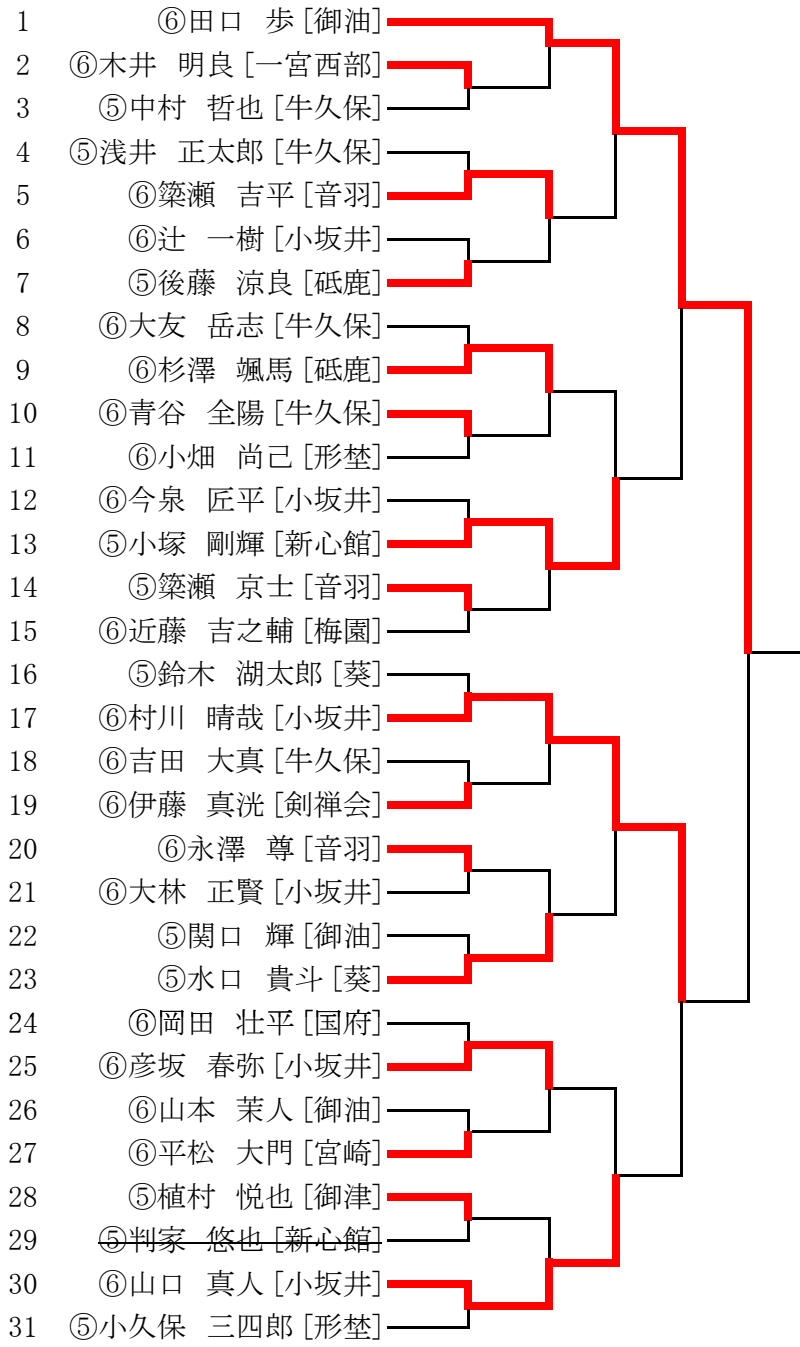 1 ⑥田口 歩[御油]
2 ⑥木井 明良[一宮西部]
3 ⑤中村 哲也[牛久保]
4 ⑤浅井 正太郎[牛久保]
5 ⑥簗瀬 吉平[音羽]
6 ⑥辻 一樹[小坂井]
7 ⑤後藤 涼良[砥鹿]
8 ⑥大友 岳志[牛久保]
9 ⑥杉澤 颯馬[砥鹿]
10 ⑥青谷 全陽[牛久保]
11 ⑥小畑 尚己[形埜]
12 ⑥今泉 匠平[小坂井]
13 ⑤小塚 剛輝[新心館]
14 ⑤簗瀬 京士[音羽]
15 ⑥近藤 吉之輔[梅園]
16 ⑤鈴木 湖太郎[葵]
17 ⑥村川 晴哉[小坂井]
18 ⑥吉田 大真[牛久保]
19 ⑥伊藤 真洸[剣禅会]
20 ⑥永澤 尊[音羽]
21 ⑥大林 正賢[小坂井]
22 ⑤関口 輝[御油]
23 ⑤水口 貴斗[葵]
24 ⑥岡田 壮平[国府]
25 ⑥彦坂 春弥[小坂井]
26 ⑥山本 茉人[御油]
27 ⑥平松 大門[宮崎]
28 ⑤植村 悦也[御津]
29 ⑤判家 悠也[新心館]
30 ⑥山口 真人[小坂井]
31 ⑤小久保 三四郎[形埜]